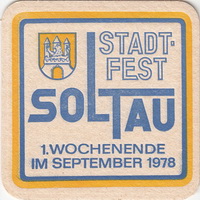 STADT-
FEST
SOLTAU
1. WOCHENENDE
IM SEPTEMBER 1978